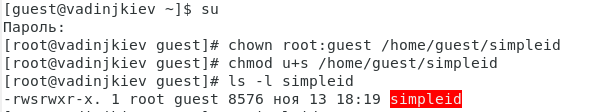 [guest@vadinjkiev ~]$ su
Пароль:
[root@vadinjkiev guest]# chown root:guest /home/guest/simpleid
[root@vadinjkiev guest]# chmod u+s /home/guest/simpleid
[root@vadinjkiev guest]# ls -l simpleid
-rwsrwxr-x. 1 root guest 8576 ноя 13 18:19 simpleid